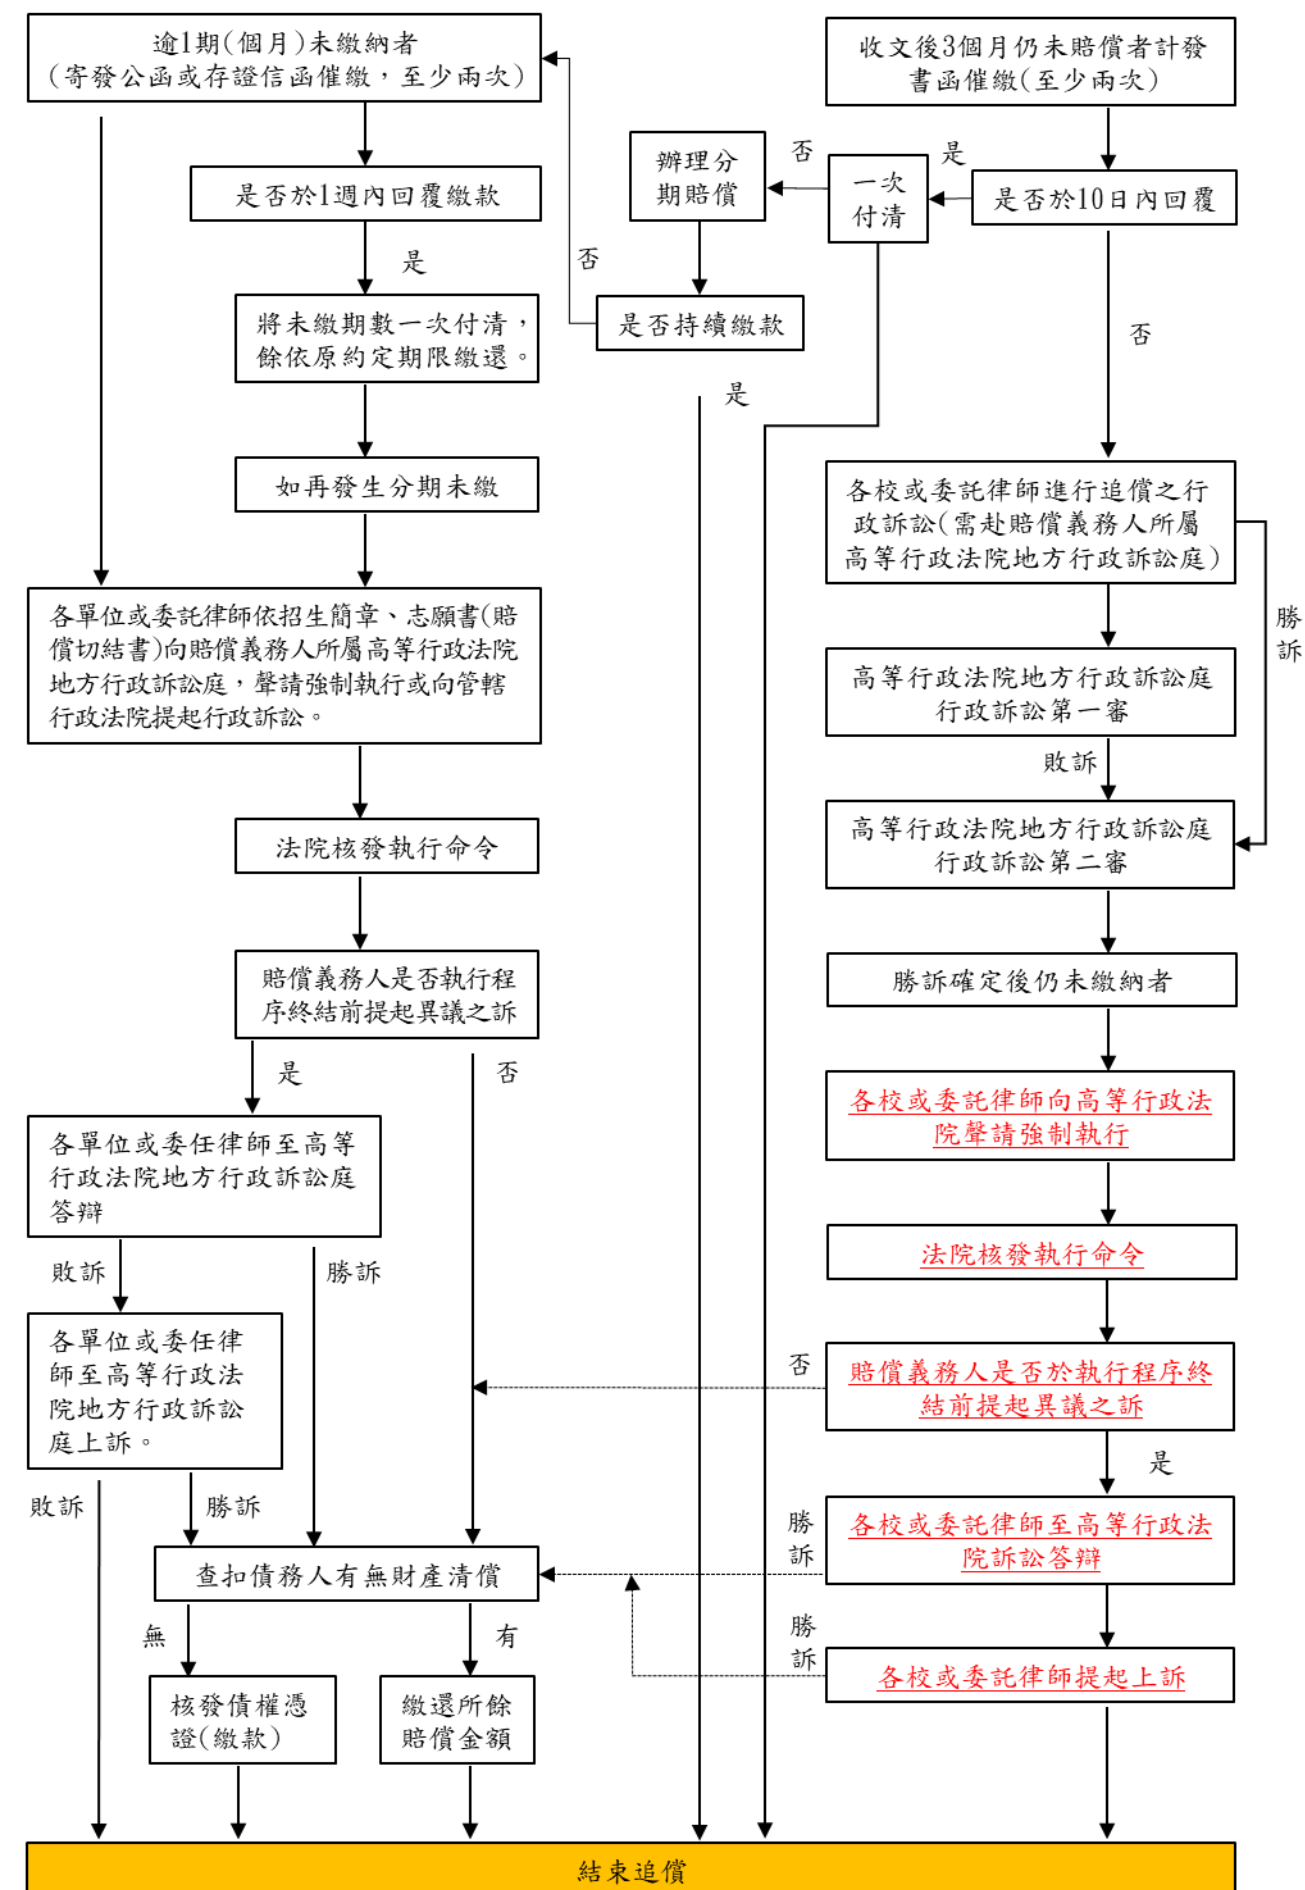 逾1期(個月)未繳納者
(寄發公函或存證信函催繳，至少兩次)
收文後3個月仍未賠償者計發
書函催繳(至少兩次)
是否於1週內回覆繳款
辦理分
期賠償
否
一次
付清
是
是否於10日內回覆
是
否
將未繳期數一次付清，
餘依原約定期限繳還。
是否持續繳款
否
是
如再發生分期未繳
各校或委託律師進行追償之行
政訴訟(需赴賠償義務人所屬
高等行政法院地方行政訴訟庭)
勝
訴
各單位或委託律師依招生簡章、志願書(賠
償切結書)向賠償義務人所屬高等行政法院
地方行政訴訟庭，聲請強制執行或向管轄
行政法院提起行政訴訟。
高等行政法院地方行政訴訟庭
行政訴訟第一審
敗訴
法院核發執行命令
高等行政法院地方行政訴訟庭
行政訴訟第二審
賠償義務人是否執行程
序終結前提起異議之訴
勝訴確定後仍未繳納者
是
否
各校或委託律師向高等行政法
院聲請強制執行
各單位或委任律師至高等
行政法院地方行政訴訟庭
答辯
法院核發執行命令
敗訴
勝訴
各單位或委任律
師至高等行政法
院地方行政訴訟
庭上訴。
否
賠償義務人是否於執行程序終
結前提起異議之訴
是
敗訴
勝訴
勝
訴
各校或委託律師至高等行政法
院訴訟答辯
查扣債務人有無財產清償
無
有
勝
訴
各校或委託律師提起上訴
核發債權憑
證(繳款)
繳還所餘
賠償金額
結束追償